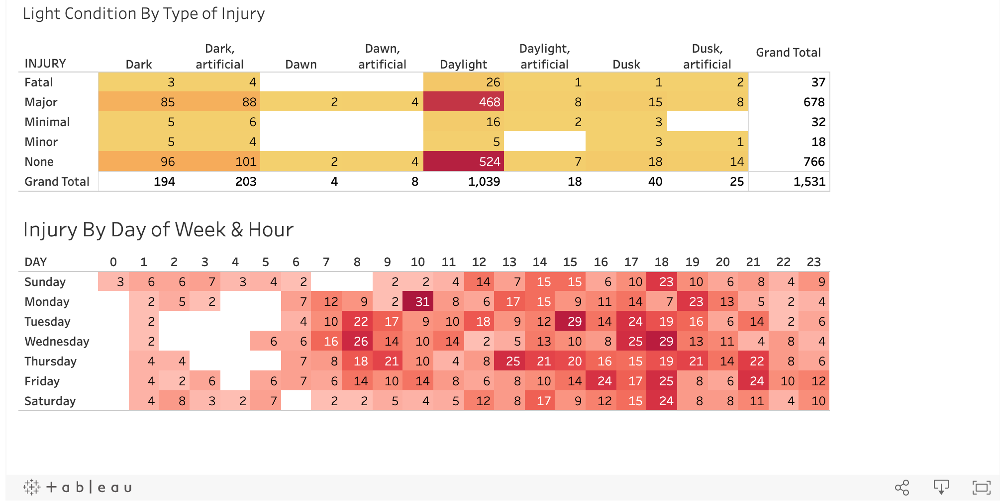 Light Condition By Type of Injury
INJURY Dark Dark, artificial Dawn Dawn, artificial Daylight Daylight, artificial Dusk Dusk, artificial Grand Total
Fatal 3 4 26 1 1 2 37
Major 85 88 2 4 468 8 15 8 678
Minimal 5 6 16 2 3 32
Minor 5 4 5 3 1 18
None 96 101 2 4 524 7 18 14 766
Grand Total 194 203 4 8 1,039 18 40 25 1,531
Injury By Day of Week & Hour
DAY 0 1 2 3 4 5 6 7 8 9 10 11 12 13 14 15 16 17 18 19 20 21 22 23
Sunday 3 6 6 7 3 4 2 2 2 4 14 7 15 15 6 10 23 10 6 8 4 9
Monday 2 5 2 7 12 9 2 31 8 6 17 15 9 11 14 7 23 13 5 2 4
Tuesday 2 4 10 22 17 9 10 18 9 12 29 14 24 19 16 6 14 2 6
Wednesday 2 6 6 16 26 14 10 14 2 5 13 10 8 25 29 13 11 4 8 4
Thursday 4 4 7 8 18 21 10 4 8 25 21 20 16 15 19 21 14 22 8 6
Friday 4 2 6 6 7 6 14 10 14 8 6 8 10 14 24 17 25 8 6 24 10 12
Saturday 4 8 3 2 7 2 2 5 4 5 12 8 17 9 12 15 24 8 8 11 4 10
+ableau